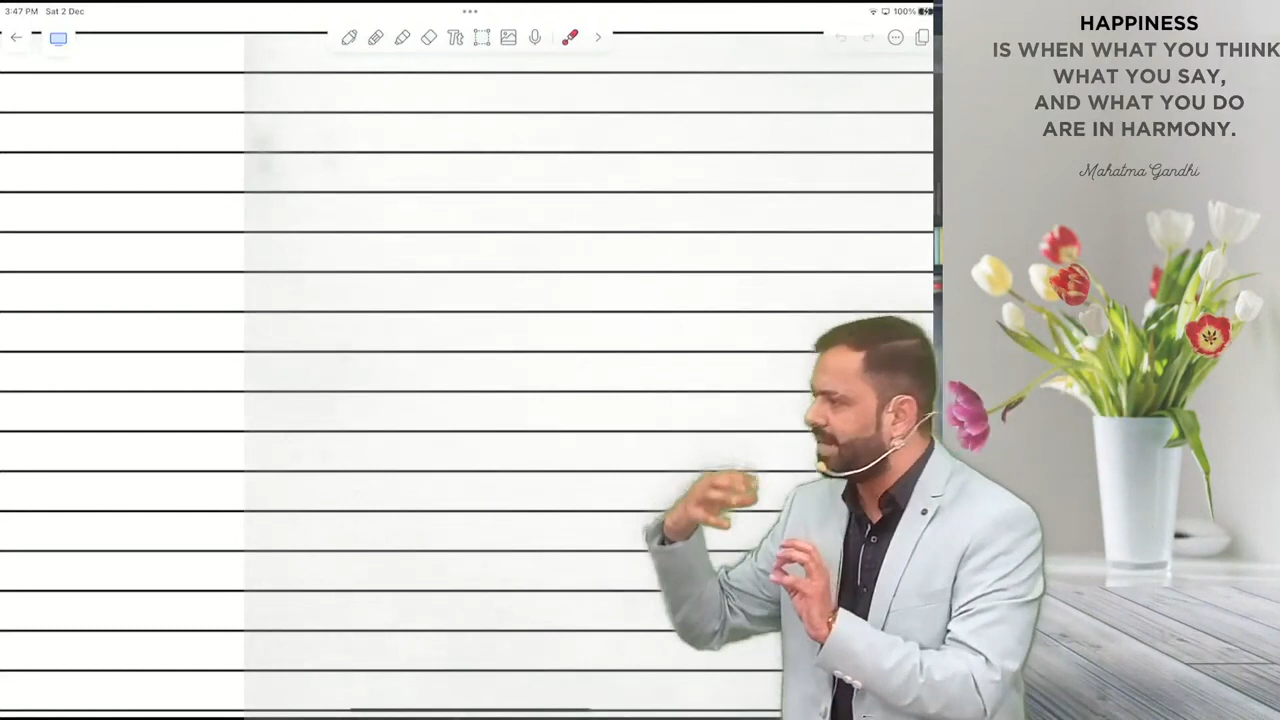 3:47 PM Sat 2 Dec
100%
Tt
HAPPINESS
IS WHEN WHAT YOU THINK
WHAT YOU SAY,
AND WHAT YOU DO
ARE IN HARMONY.
Mahatma Gandhi